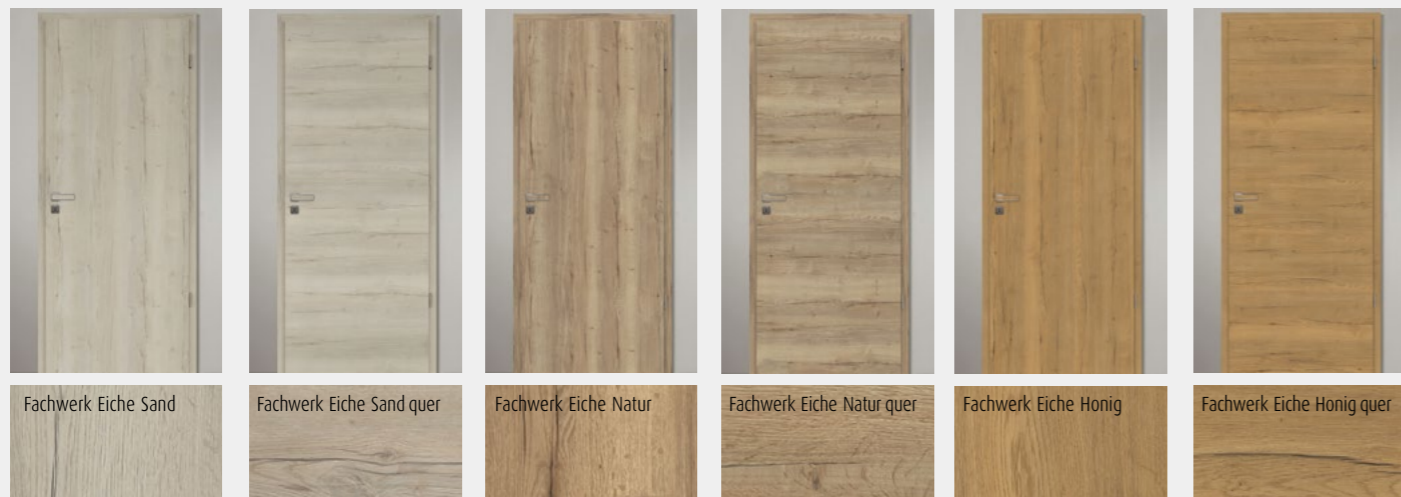 Fachwerk Eiche Sand
Fachwerk Eiche Sand quer
Fachwerk Eiche Natur
Fachwerk Eiche Natur quer
Fachwerk Eiche Honig
Fachwerk Eiche Honig quer